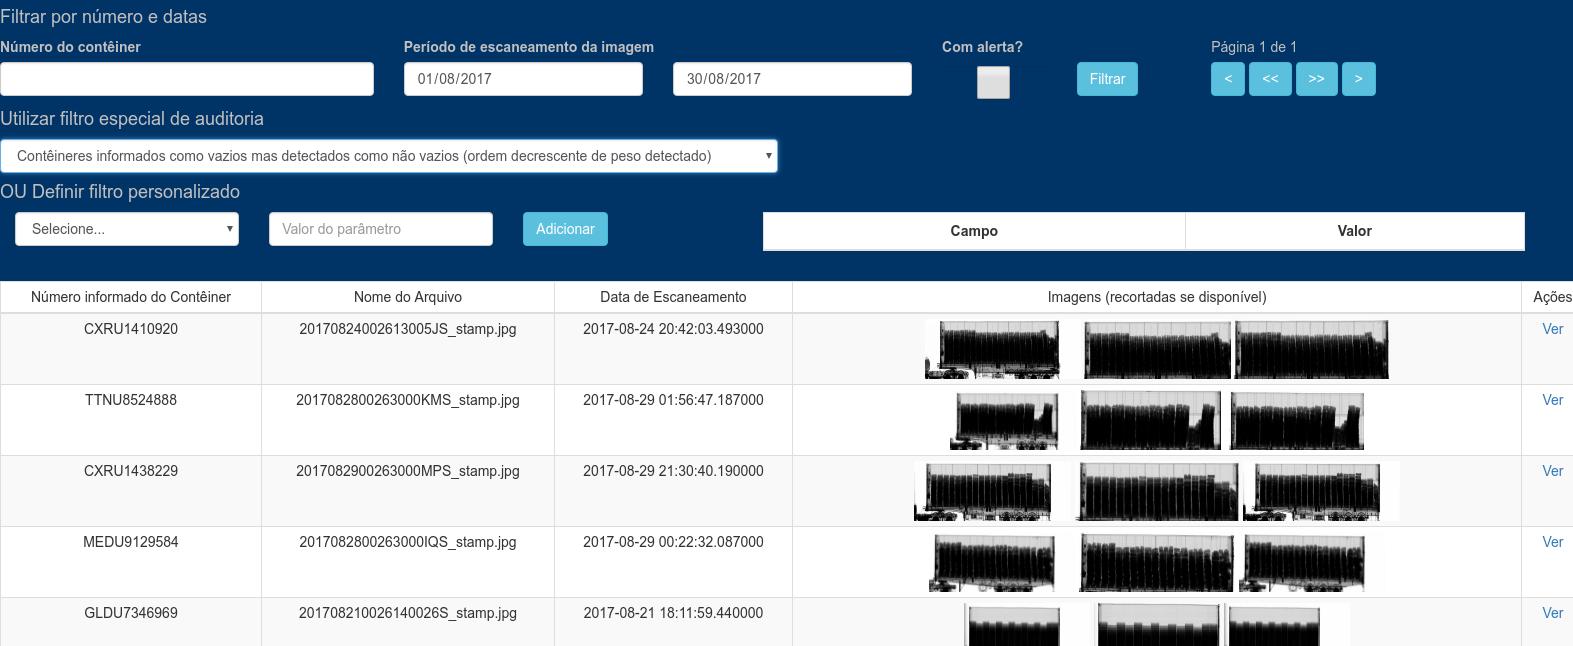 Filtrar por número e datas
Número do contêiner Período de escaneamento da imagem Com alerta? Página 1 de 1
01/08/2017 30/08/2017 Filtrar < << >> >
Utilizar filtro especial de auditoria
Contêineres informados como vazios mas detectados como não vazios (ordem decrescente de peso detectado)
OU Definir filtro personalizado
Selecione... Valor do parâmetro Adicionar Campo Valor
Número informado do Contêiner Nome do Arquivo Data de Escaneamento Imagens (recortadas se disponível) Ações
CXRU1410920 20170824002613005JS_stamp.jpg 2017-08-24 20:42:03.493000 Ver
TTNU8524888 2017082800263000KMS_stamp.jpg 2017-08-29 01:56:47.187000 Ver
CXRU1438229 2017082900263000MPS_stamp.jpg 2017-08-29 21:30:40.190000 Ver
MEDU9129584 2017082800263000IQS_stamp.jpg 2017-08-29 00:22:32.087000 Ver
GLDU7346969 201708210026140026S_stamp.jpg 2017-08-21 18:11:59.440000 Ver